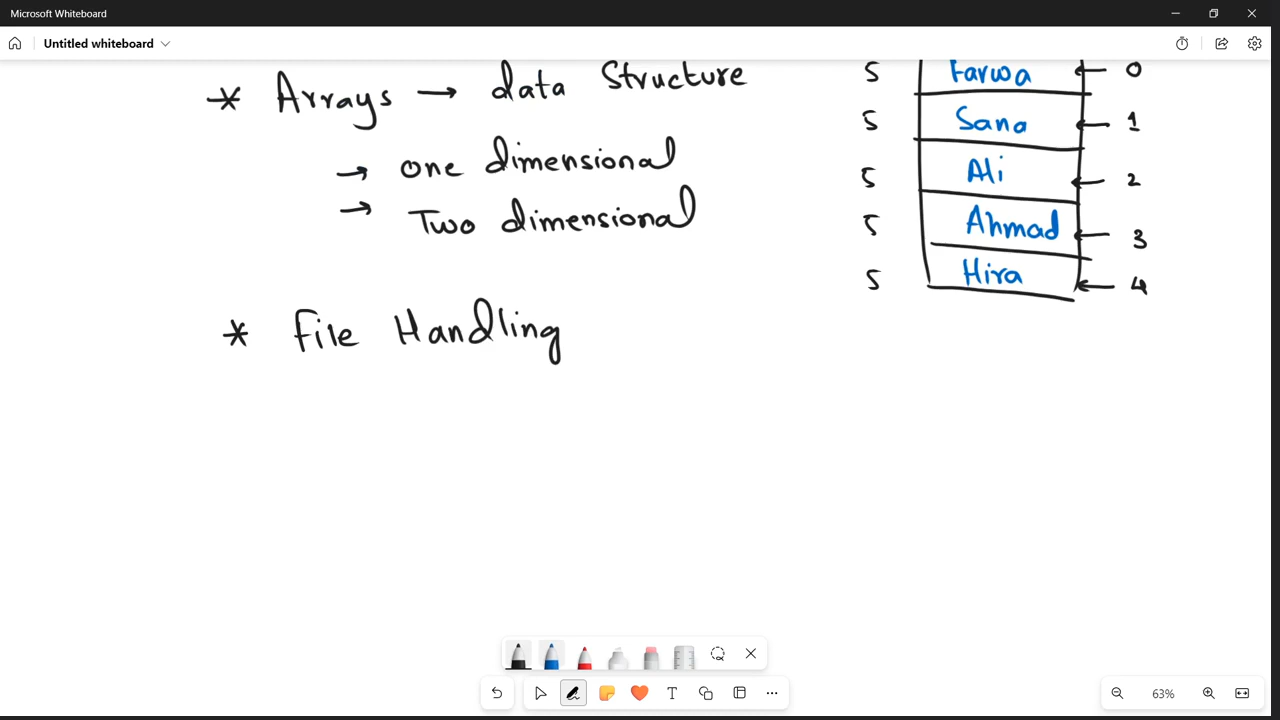 Microsoft Whiteboard
Untitled whiteboard
* Arrays → data Structure
→ one dimensional
→ Two dimensional
* File Handling
5 Farwa ← 0
5 Sana ← 1
5 Ali ← 2
5 Ahmad ← 3
5 Hira ← 4
63%